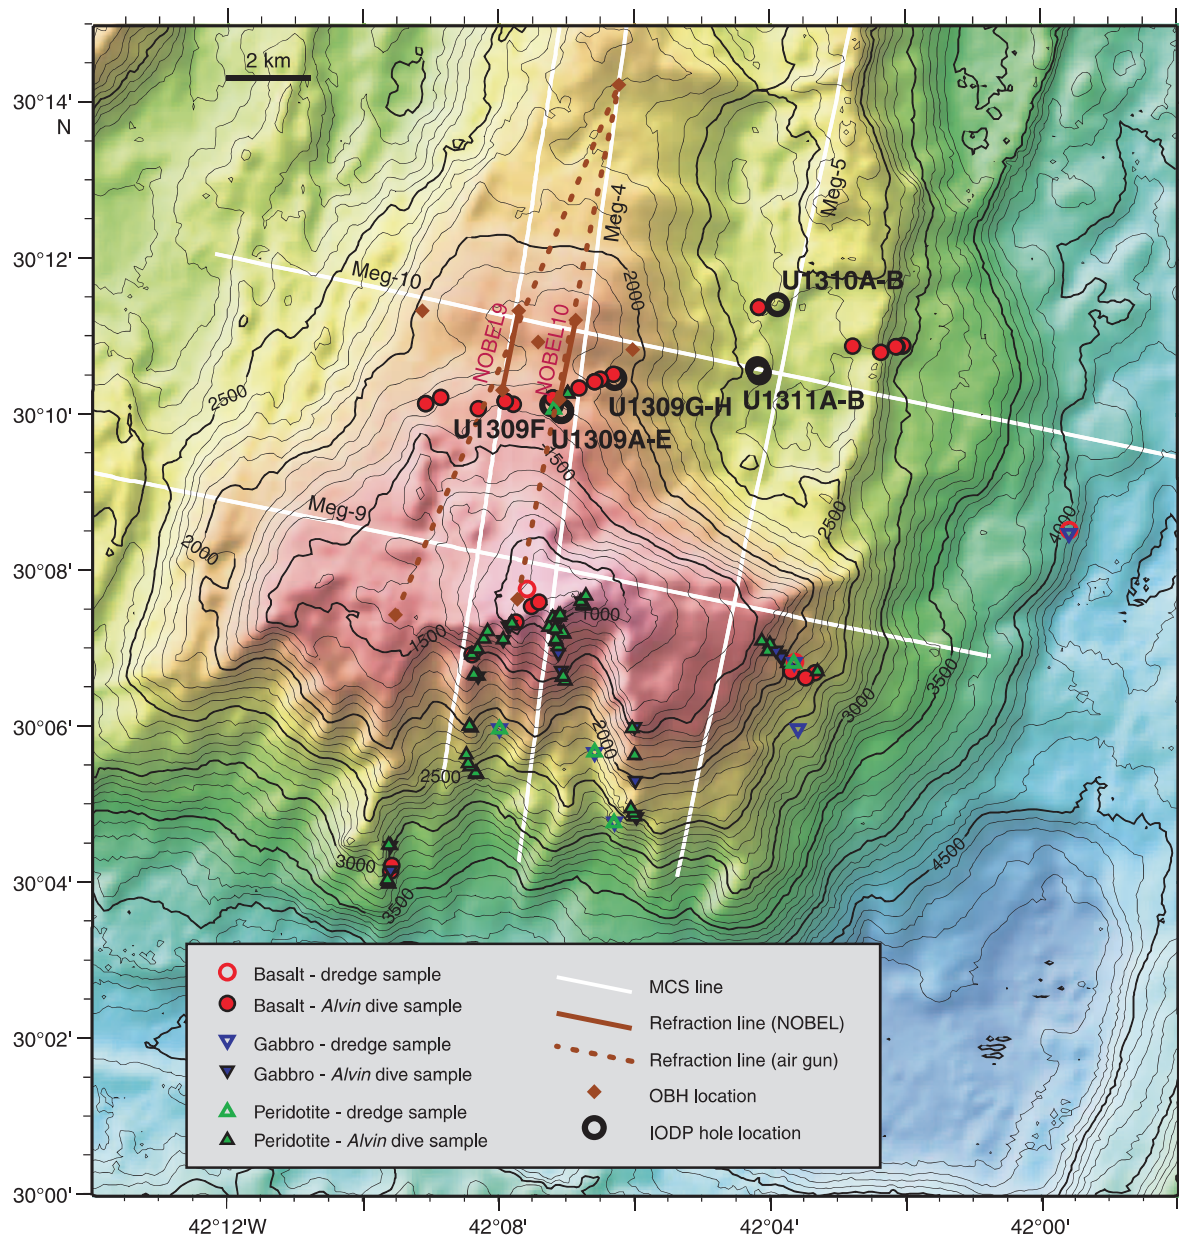 2 km
30°14'
N
Meg-4
Meg-5
30°12'
Meg-10
2000
U1310A-B
NOBEL9
NOBEL10
2500
30°10'
U1309G-H
U1311A-B
U1309F
U1309A-E
1500
Meg-9
2500
4000
2000
30°08'
1000
1500
3500
3000
30°06'
2000
2500
4500
3000
30°04'
3500
Basalt - dredge sample
Basalt - Alvin dive sample
Gabbro - dredge sample
Gabbro - Alvin dive sample
Peridotite - dredge sample
Peridotite - Alvin dive sample
MCS line
Refraction line (NOBEL)
Refraction line (air gun)
OBH location
IODP hole location
30°02'
30°00'
42°12'W
42°08'
42°04'
42°00'